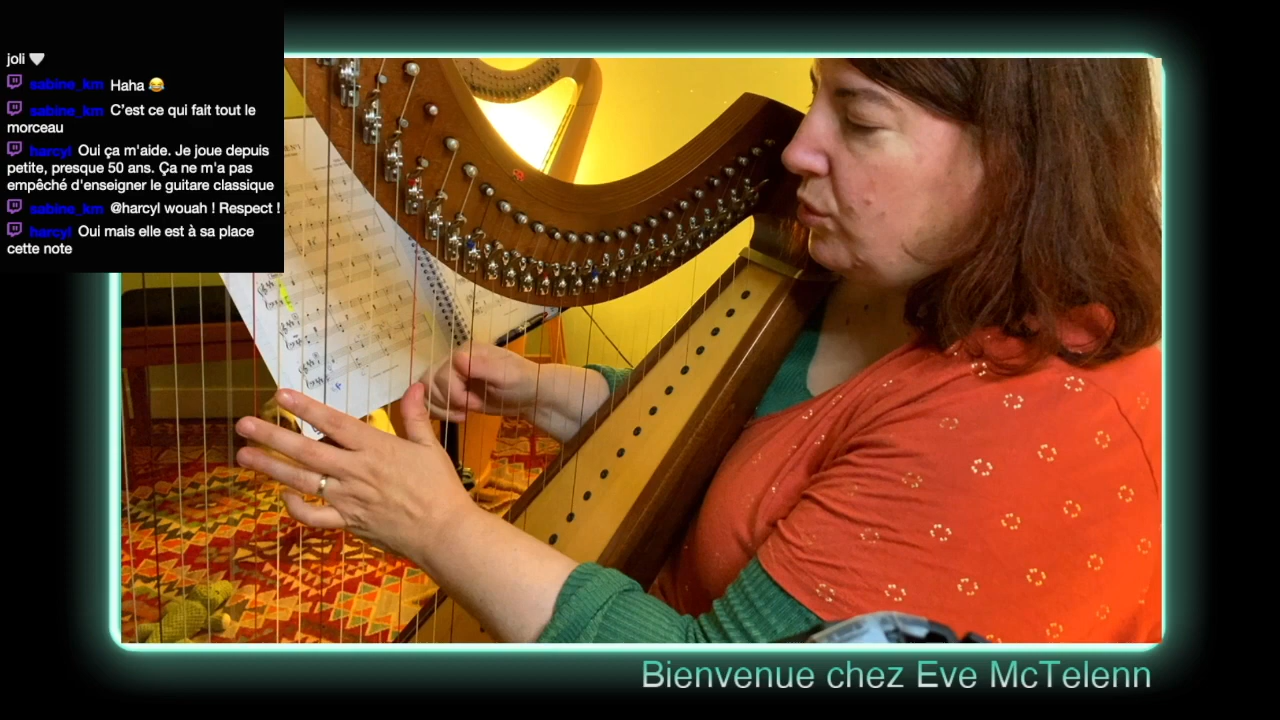 joli 🤍
sabine_km Haha 😂
sabine_km C'est ce qui fait tout le
morceau
harcyl Oui ça m'aide. Je joue depuis
petite, presque 50 ans. Ça ne m'a pas
empêché d'enseigner le guitare classique
sabine_km @harcyl wouah ! Respect !
harcyl Oui mais elle est à sa place
cette note
Bienvenue chez Eve McTelenn